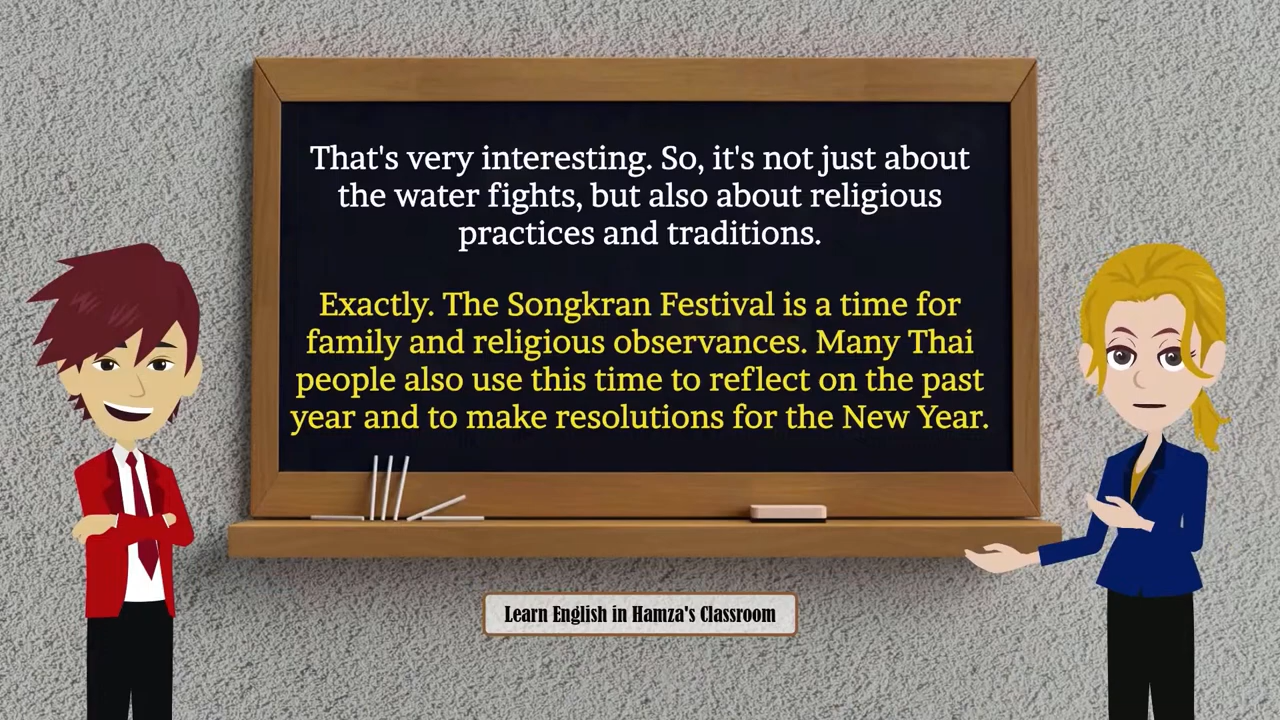 That's very interesting. So, it's not just about
the water fights, but also about religious
practices and traditions.
Exactly. The Songkran Festival is a time for
family and religious observances. Many Thai
people also use this time to reflect on the past
year and to make resolutions for the New Year.
Learn English in Hamza's Classroom